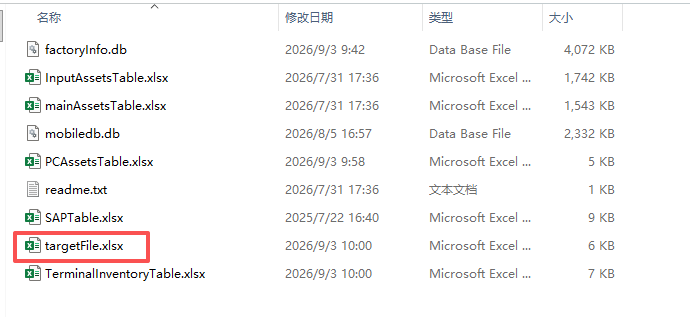 名称 修改日期 类型 大小
factoryInfo.db 2026/9/3 9:42 Data Base File 4,072 KB
InputAssetsTable.xlsx 2026/7/31 17:36 Microsoft Excel ... 1,742 KB
mainAssetsTable.xlsx 2026/7/31 17:36 Microsoft Excel ... 1,543 KB
mobiledb.db 2026/8/5 16:57 Data Base File 2,332 KB
PCAssetsTable.xlsx 2026/9/3 9:58 Microsoft Excel ... 5 KB
readme.txt 2026/7/31 17:36 文本文档 1 KB
SAPTable.xlsx 2025/7/22 16:40 Microsoft Excel ... 9 KB
targetFile.xlsx 2026/9/3 10:00 Microsoft Excel ... 6 KB
TerminalInventoryTable.xlsx 2026/9/3 10:00 Microsoft Excel ... 7 KB